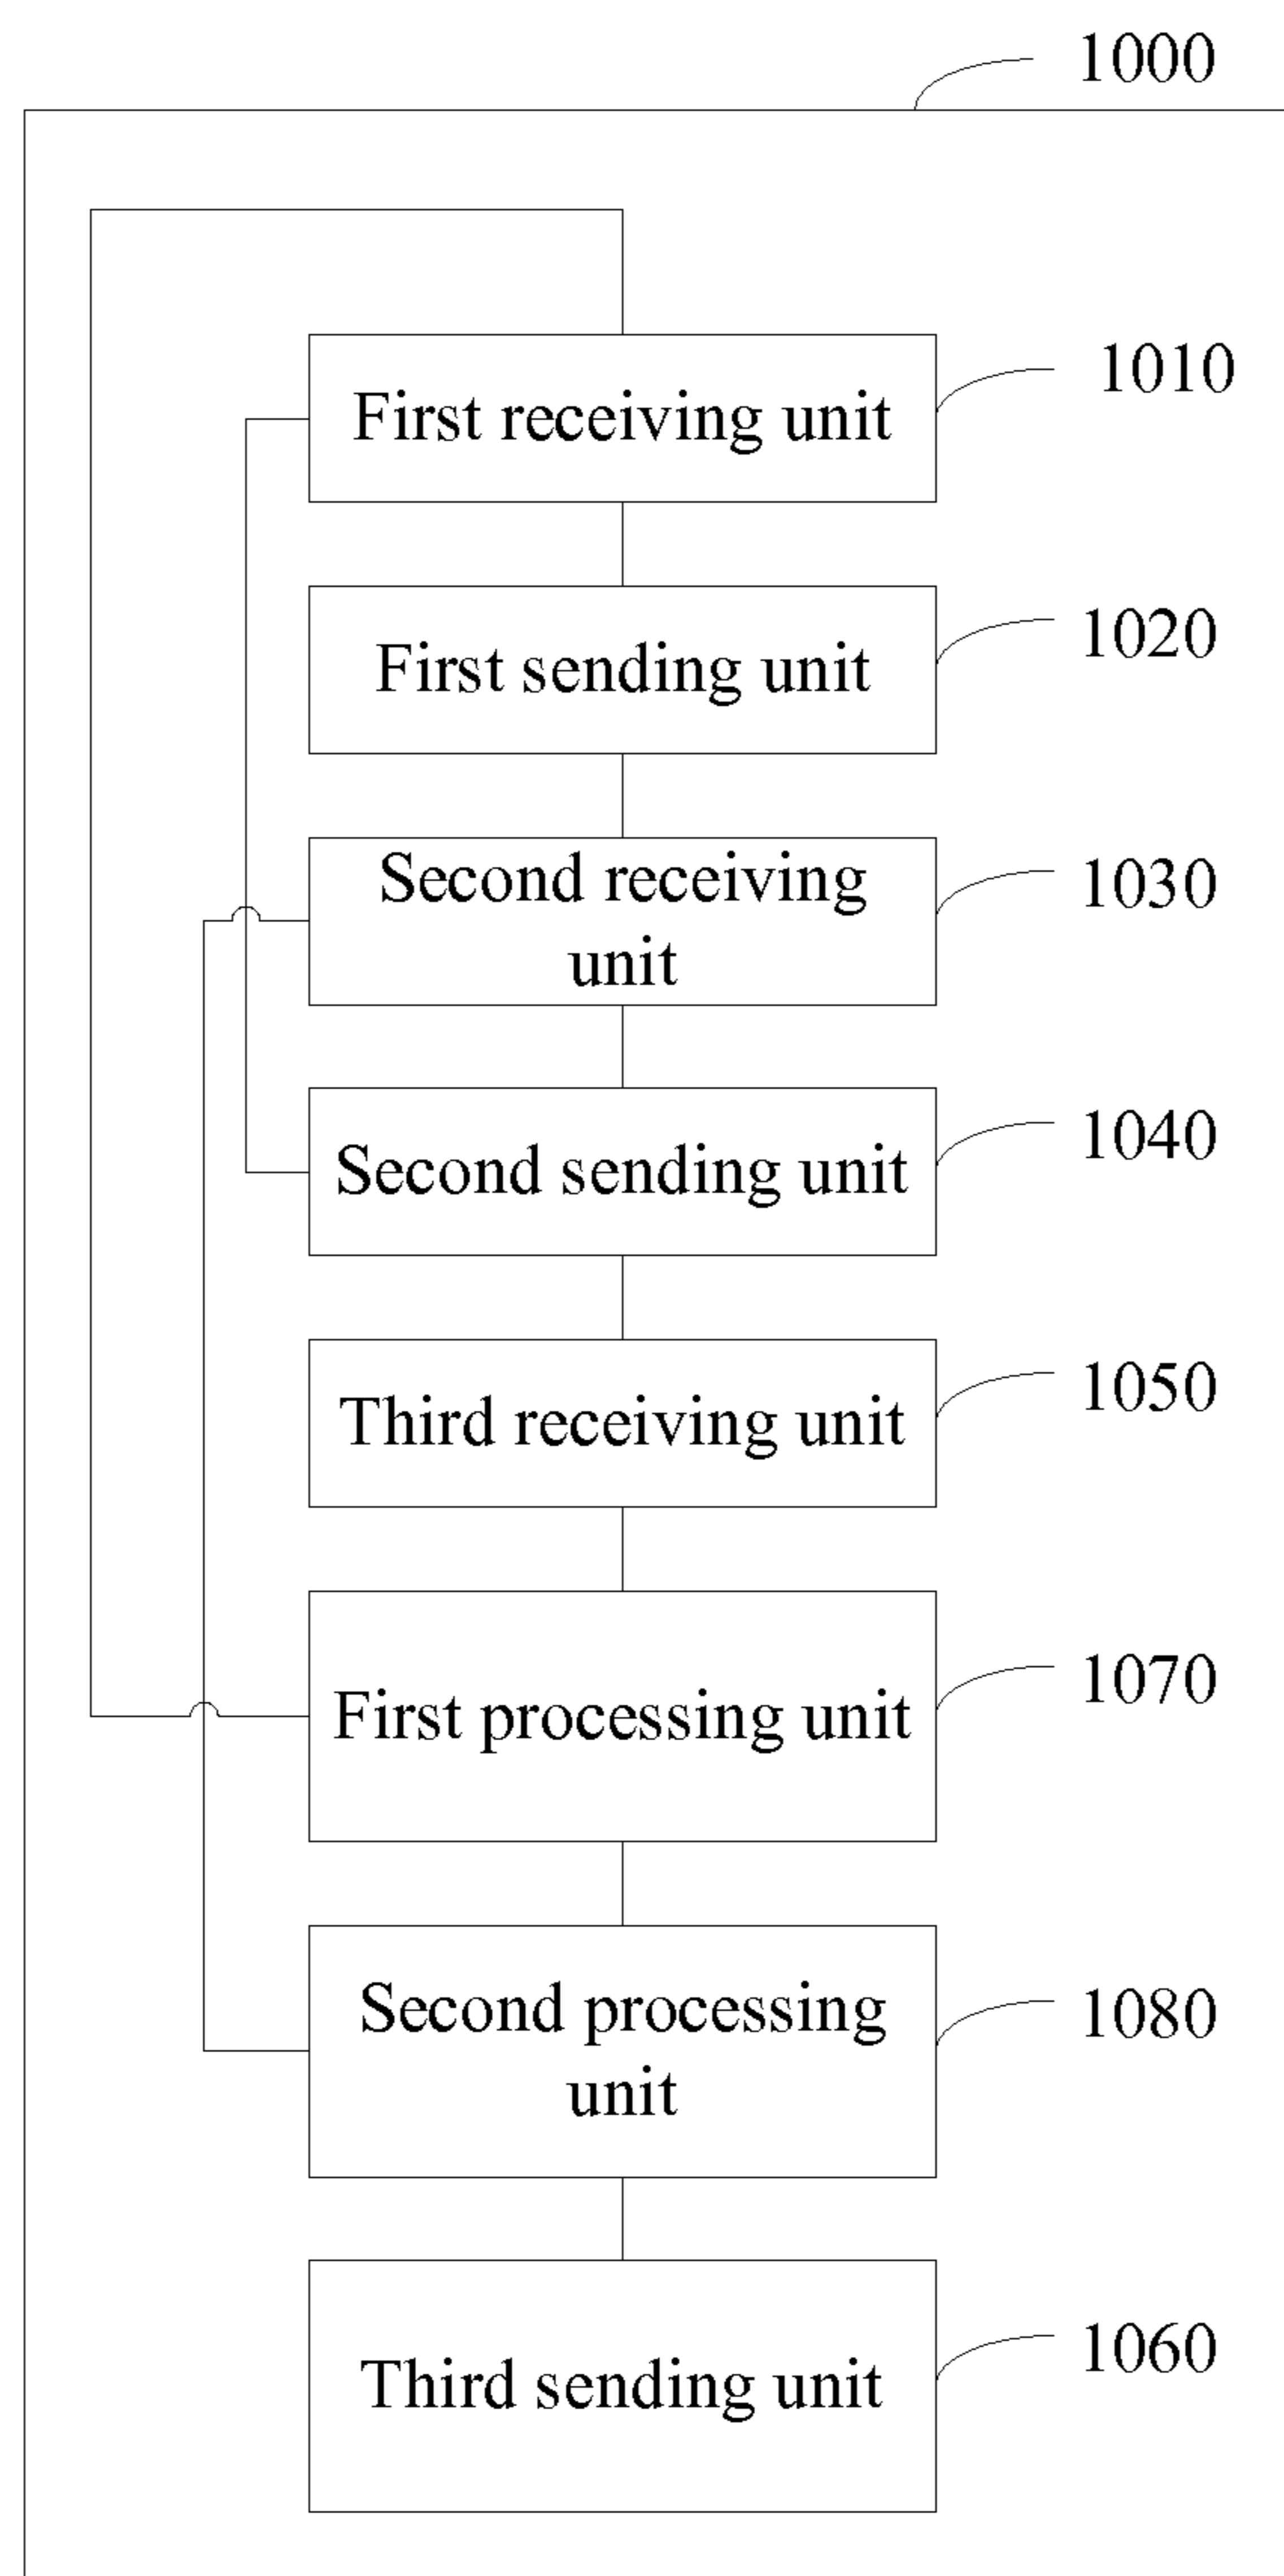 1000
First receiving unit
1010
First sending unit
1020
Second receiving
unit
1030
Second sending unit
1040
Third receiving unit
1050
First processing unit
1070
Second processing
unit
1080
Third sending unit
1060